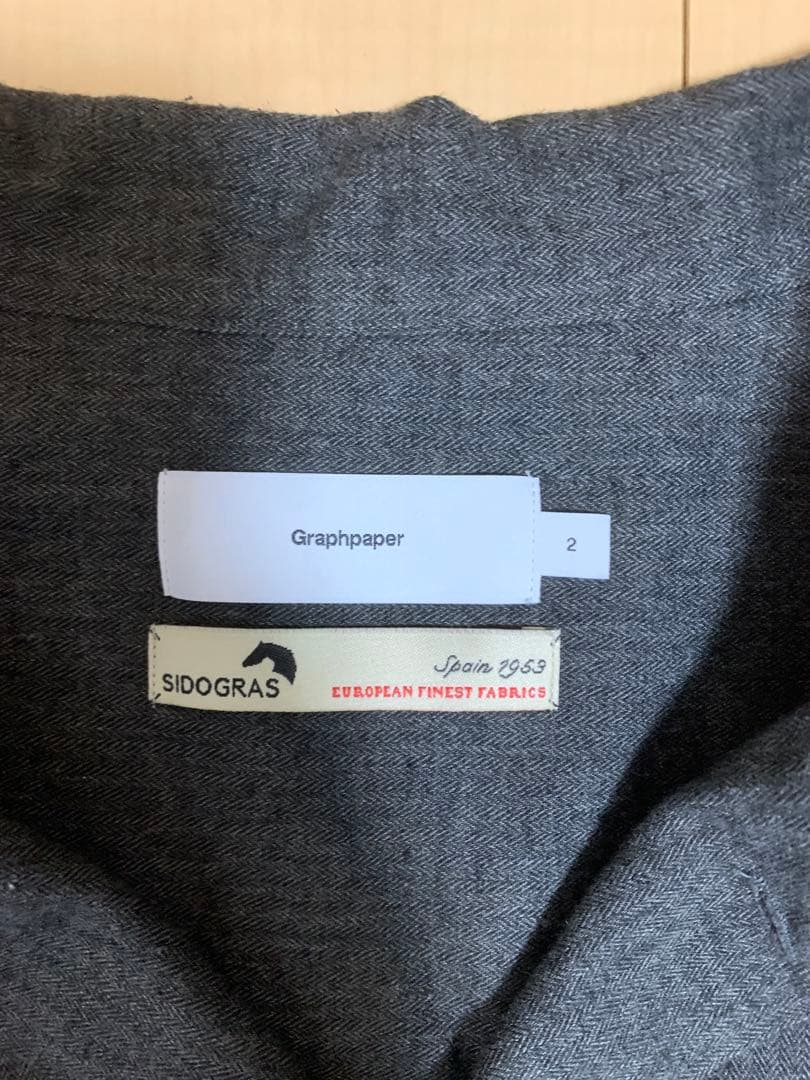 Graphpaper
2
SIDOGRAS
Spain 1953
EUROPEAN FINEST FABRICS